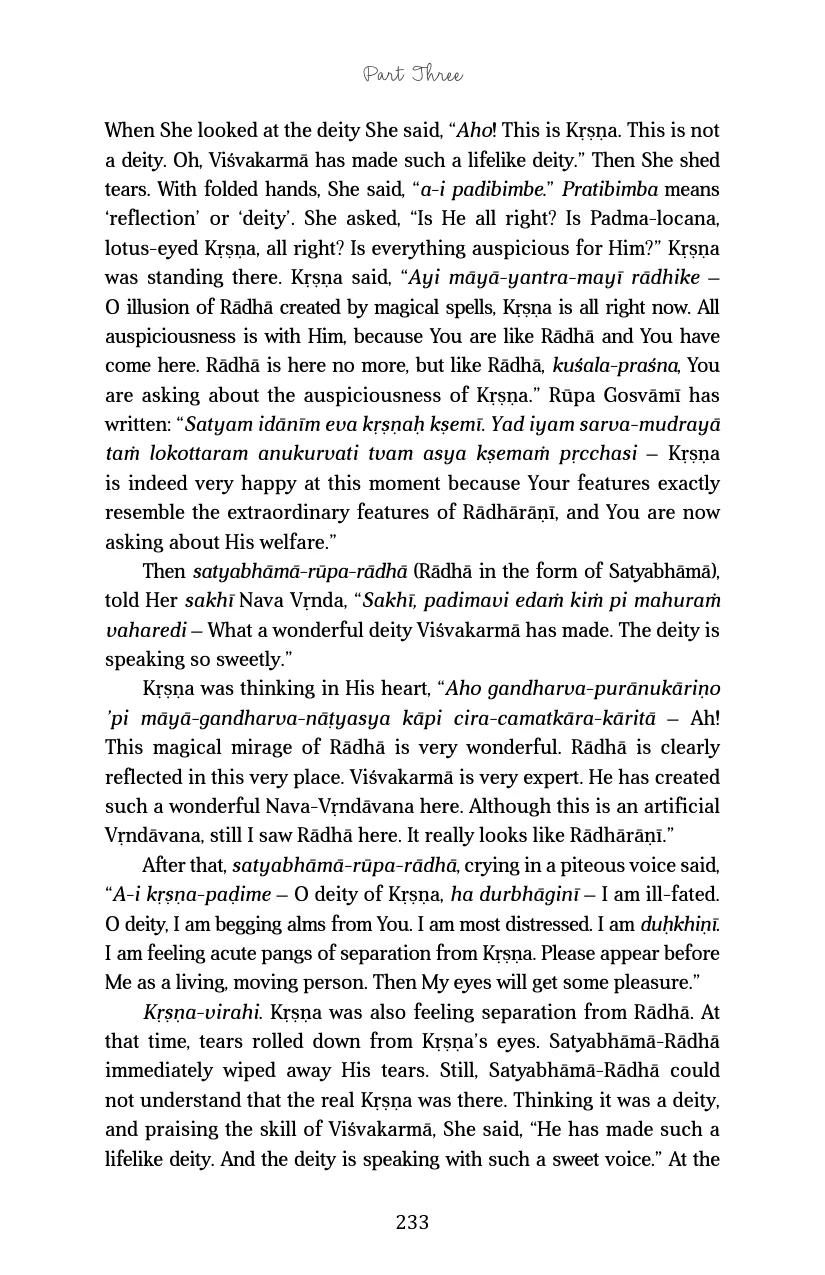 Part Three
When She looked at the deity She said, “Aho! This is Kṛṣṇa. This is not
a deity. Oh, Viśvakarmā has made such a lifelike deity.” Then She shed
tears. With folded hands, She said, “a-i padibimbe.” Pratibimba means
‘reflection’ or ‘deity’. She asked, “Is He all right? Is Padma-locana,
lotus-eyed Kṛṣṇa, all right? Is everything auspicious for Him?” Kṛṣṇa
was standing there. Kṛṣṇa said, “Ayi māyā-yantra-mayī rādhike –
O illusion of Rādhā created by magical spells, Kṛṣṇa is all right now. All
auspiciousness is with Him, because You are like Rādhā and You have
come here. Rādhā is here no more, but like Rādhā, kuśala-praśna, You
are asking about the auspiciousness of Kṛṣṇa.” Rūpa Gosvāmī has
written: “Satyam idānīm eva kṛṣṇaḥ kṣemī. Yad iyam sarva-mudrayā
taṁ lokottaram anukurvati tvam asya kṣemaṁ pṛcchasi – Kṛṣṇa
is indeed very happy at this moment because Your features exactly
resemble the extraordinary features of Rādhārāṇī, and You are now
asking about His welfare.”
Then satyabhāmā-rūpa-rādhā (Rādhā in the form of Satyabhāmā),
told Her sakhī Nava Vṛnda, “Sakhī, padimavi edaṁ kiṁ pi mahuraṁ
vaharedi – What a wonderful deity Viśvakarmā has made. The deity is
speaking so sweetly.”
Kṛṣṇa was thinking in His heart, “Aho gandharva-purānukāriṇo
’pi māyā-gandharva-nāṭyasya kāpi cira-camatkāra-kāritā – Ah!
This magical mirage of Rādhā is very wonderful. Rādhā is clearly
reflected in this very place. Viśvakarmā is very expert. He has created
such a wonderful Nava-Vṛndāvana here. Although this is an artificial
Vṛndāvana, still I saw Rādhā here. It really looks like Rādhārāṇī.”
After that, satyabhāmā-rūpa-rādhā, crying in a piteous voice said,
“A-i kṛṣṇa-paḍime – O deity of Kṛṣṇa, ha durbhāginī – I am ill-fated.
O deity, I am begging alms from You. I am most distressed. I am duḥkhiṇī.
I am feeling acute pangs of separation from Kṛṣṇa. Please appear before
Me as a living, moving person. Then My eyes will get some pleasure.”
Kṛṣṇa-virahi. Kṛṣṇa was also feeling separation from Rādhā. At
that time, tears rolled down from Kṛṣṇa’s eyes. Satyabhāmā-Rādhā
immediately wiped away His tears. Still, Satyabhāmā-Rādhā could
not understand that the real Kṛṣṇa was there. Thinking it was a deity,
and praising the skill of Viśvakarmā, She said, “He has made such a
lifelike deity. And the deity is speaking with such a sweet voice.” At the
233